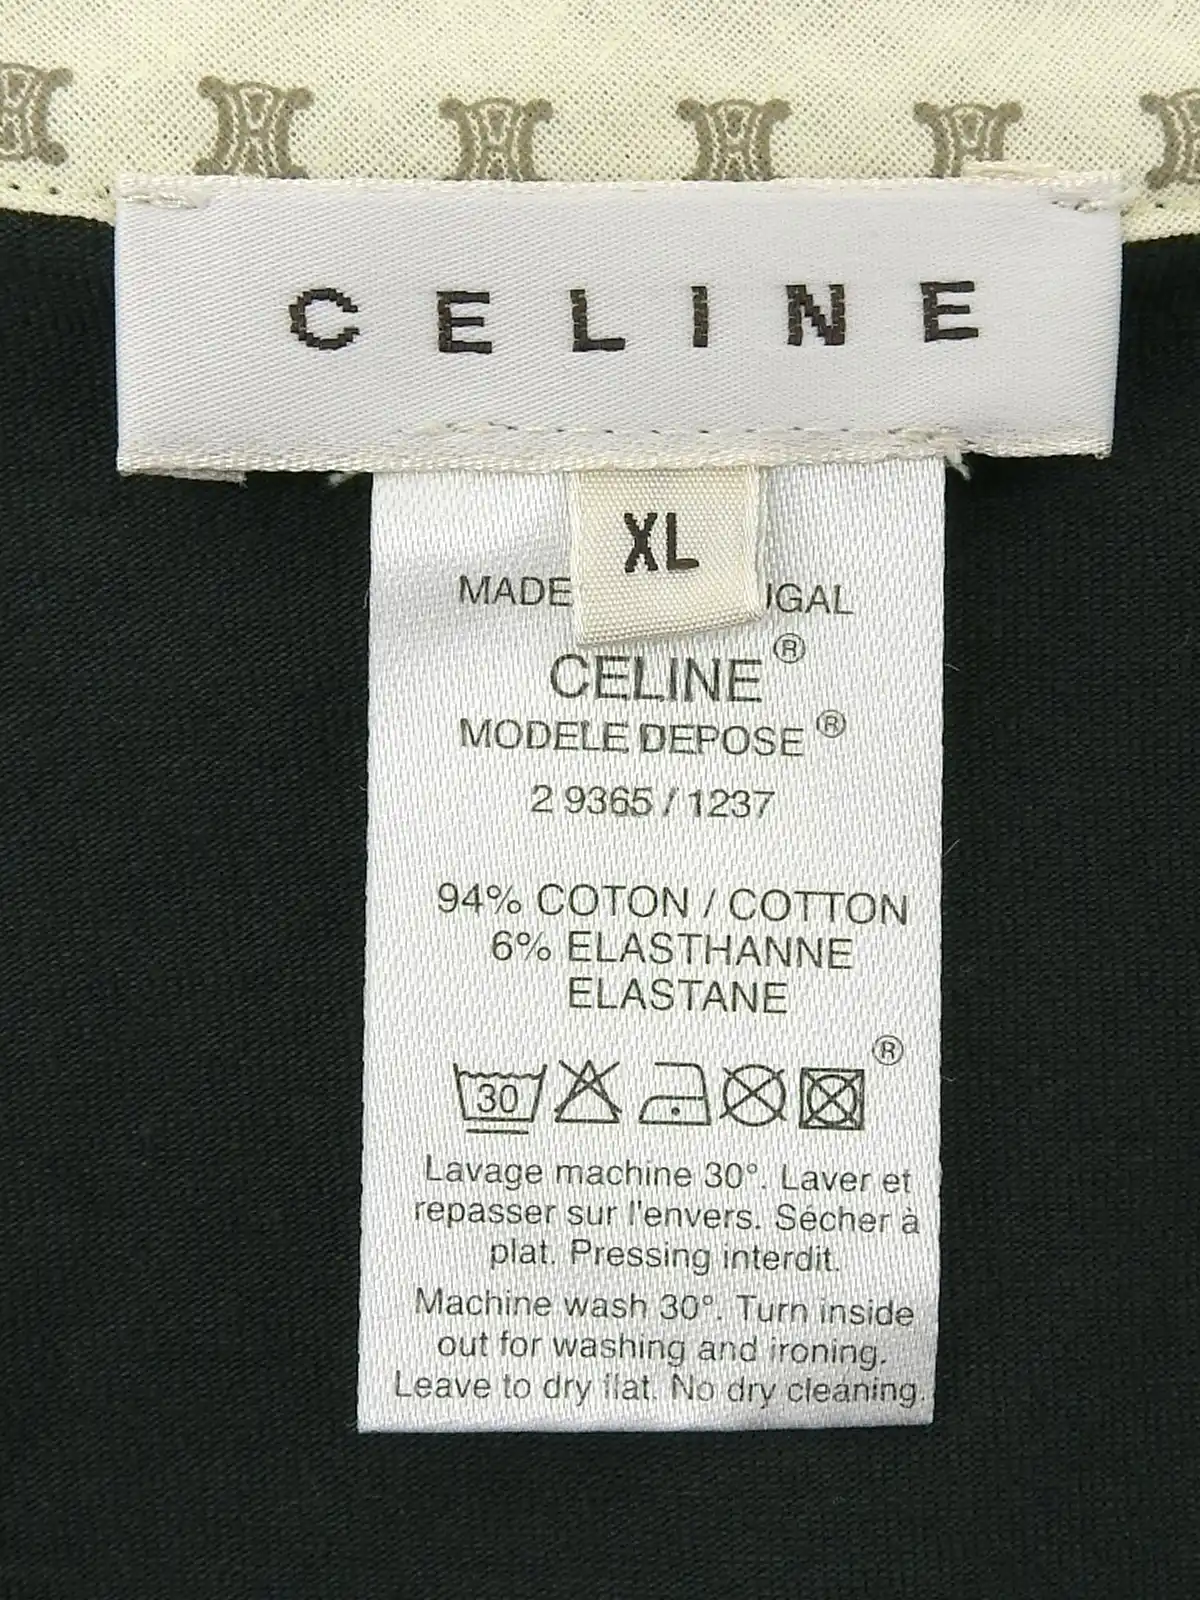 CELINE
XL
MADE
CELINE®
MODELE DEPOSE®
2 9365 / 1237
94% COTON / COTTON
6% ELASTHANNE
ELASTANE
30
®
Lavage machine 30°. Laver et
repasser sur l'envers. Sécher à
plat. Pressing interdit.
Machine wash 30°. Turn inside
out for washing and ironing.
Leave to dry flat. No dry cleaning.